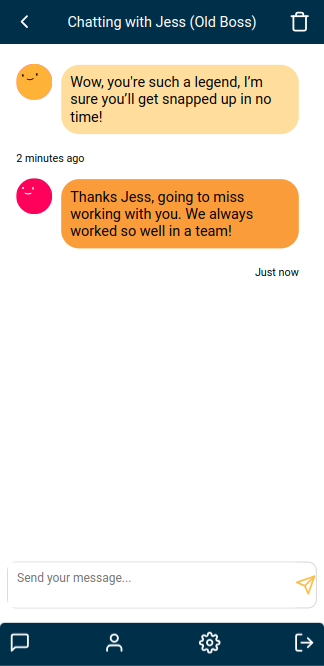 Chatting with Jess (Old Boss)
Wow, you're such a legend, I’m
sure you’ll get snapped up in no
time!
2 minutes ago
Thanks Jess, going to miss
working with you. We always
worked so well in a team!
Just now
Send your message...